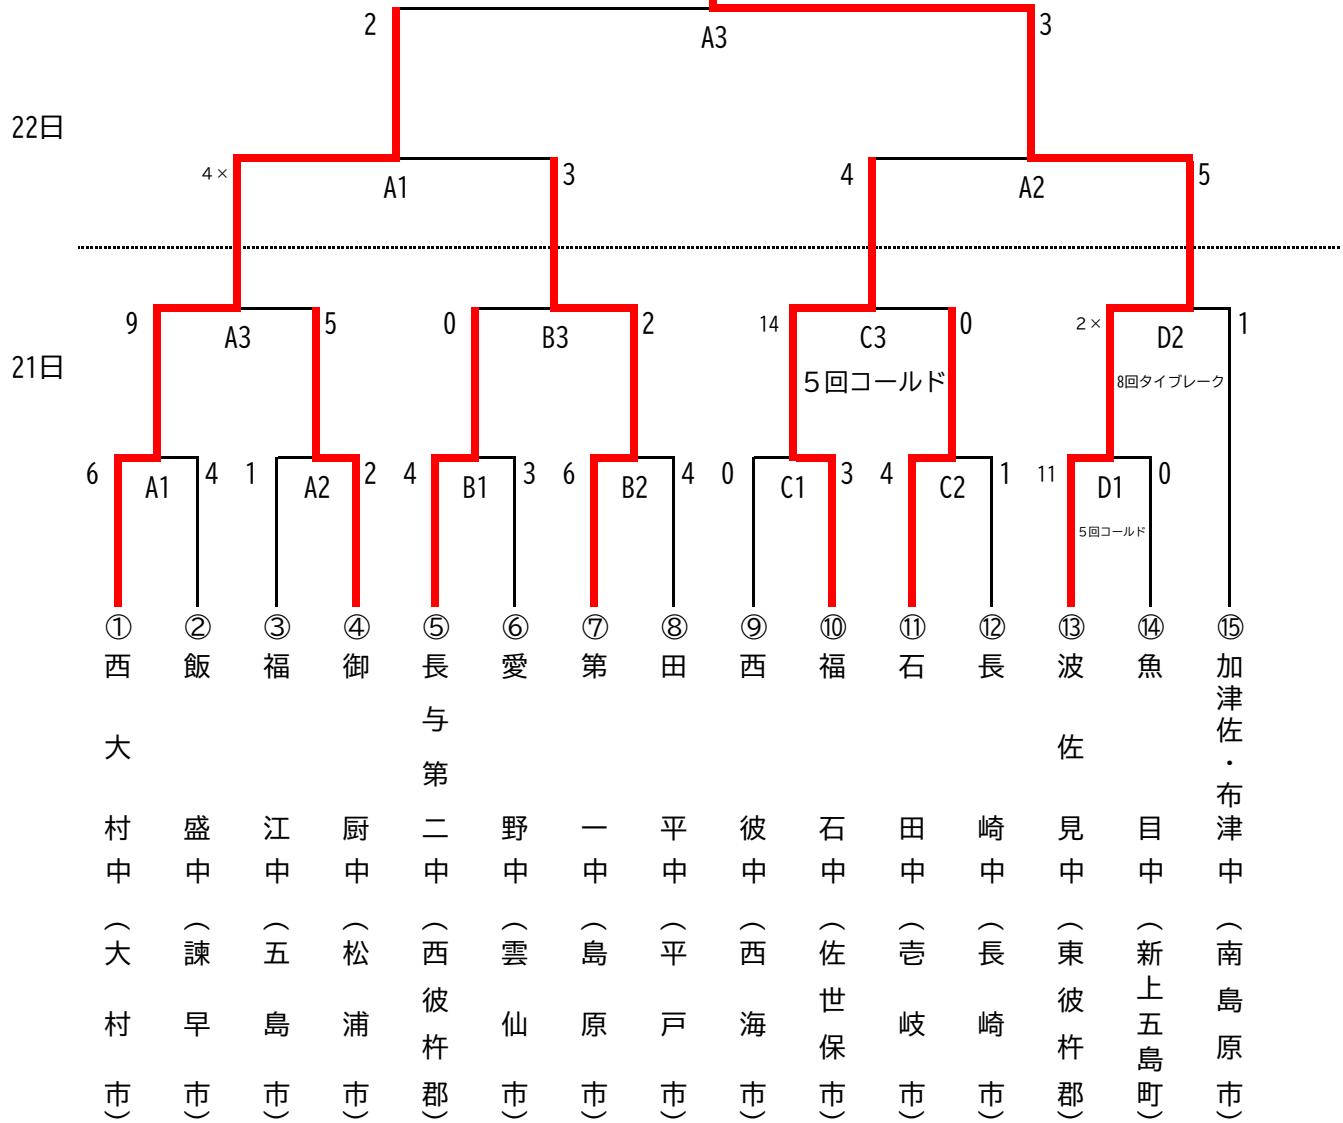 2
A3
3
22日
4×
A1
3
4
A2
5
21日
9
A3
5
0
B3
2
14
C3
0
5回コールド
2×
D2
1
8回タイブレーク
6
A1
4
1
A2
2
4
B1
3
6
B2
4
0
C1
3
4
C2
1
11
D1
0
5回コールド
①西大村中(大村市)
②飯盛中(諫早市)
③福江中(五島市)
④御厨中(松浦市)
⑤長与第二中(西彼杵郡)
⑥愛野中(雲仙市)
⑦第一中(島原市)
⑧田平中(平戸市)
⑨西彼中(西海市)
⑩福石中(佐世保市)
⑪石田中(壱岐市)
⑫長崎中(長崎市)
⑬波佐見中(東彼杵郡)
⑭魚目中(新上五島町)
⑮加津佐・布津中(南島原市)